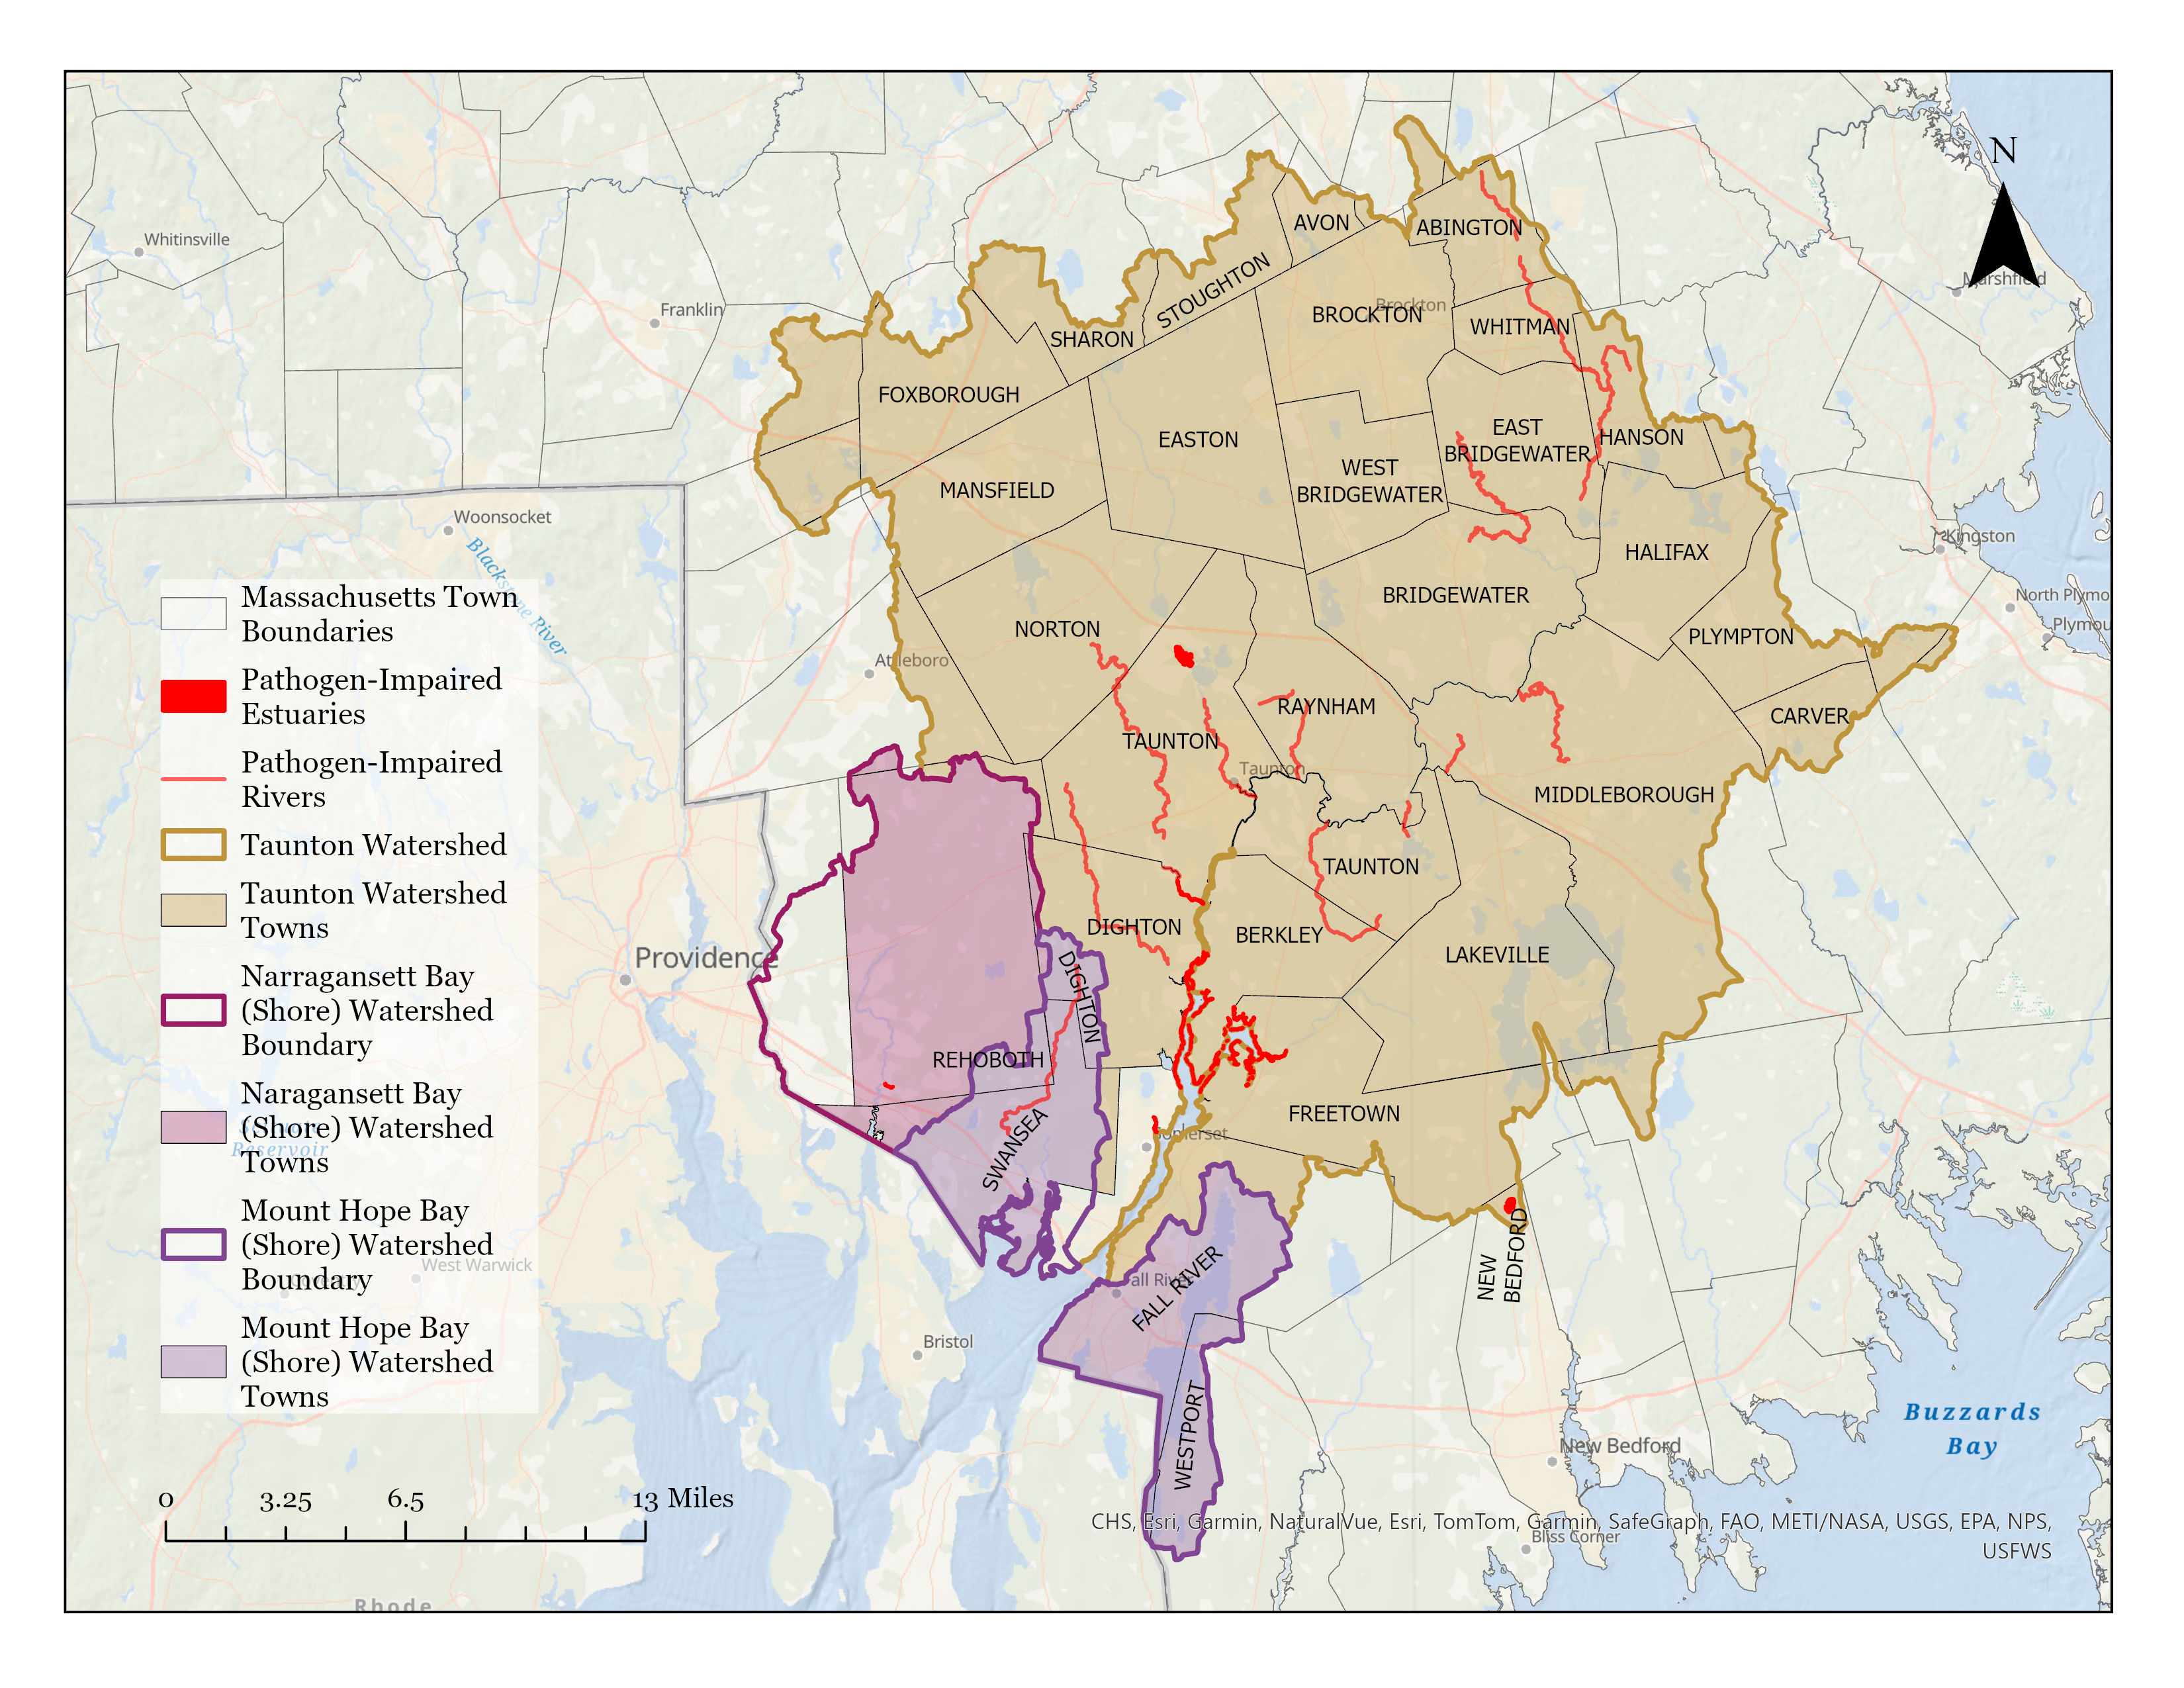 N
Whitinsville
Franklin
Marshfield
AVON
ABINGTON
STOUGHTON
BROCKTON
Brockton
SHARON
WHITMAN
FOXBOROUGH
EASTON
EAST
BRIDGEWATER
HANSON
WEST
BRIDGEWATER
MANSFIELD
Woonsocket
Blackstone River
Kingston
HALIFAX
BRIDGEWATER
North Plymo
Plymou
NORTON
PLYMPTON
Attleboro
RAYNHAM
CARVER
TAUNTON
Taunton
MIDDLEBOROUGH
TAUNTON
DIGHTON
BERKLEY
LAKEVILLE
Providence
DIGHTON
REHOBOTH
FREETOWN
Somerset
SWANSEA
NEW
BEDFORD
FALL RIVER
all River
West Warwick
Bristol
WESTPORT
New Bedford
Buzzards
Bay
Bliss Corner
Rhode
Reservoir
Massachusetts Town
Boundaries
Pathogen-Impaired
Estuaries
Pathogen-Impaired
Rivers
Taunton Watershed
Taunton Watershed
Towns
Narragansett Bay
(Shore) Watershed
Boundary
Naragansett Bay
(Shore) Watershed
Towns
Mount Hope Bay
(Shore) Watershed
Boundary
Mount Hope Bay
(Shore) Watershed
Towns
0 3.25 6.5 13 Miles
CHS, Esri, Garmin, NaturalVue, Esri, TomTom, Garmin, SafeGraph, FAO, METI/NASA, USGS, EPA, NPS,
USFWS